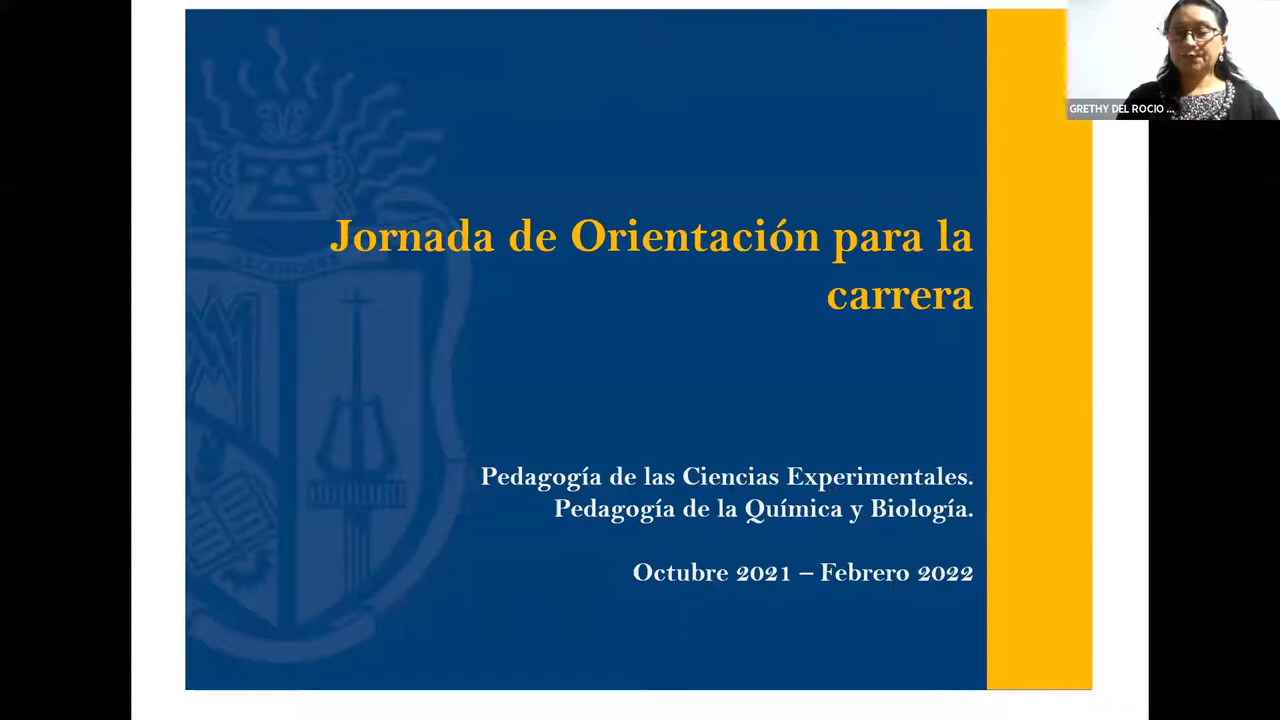 GRETHY DEL ROCIO ...
Jornada de Orientación para la
carrera
Pedagogía de las Ciencias Experimentales.
Pedagogía de la Química y Biología.
Octubre 2021 – Febrero 2022